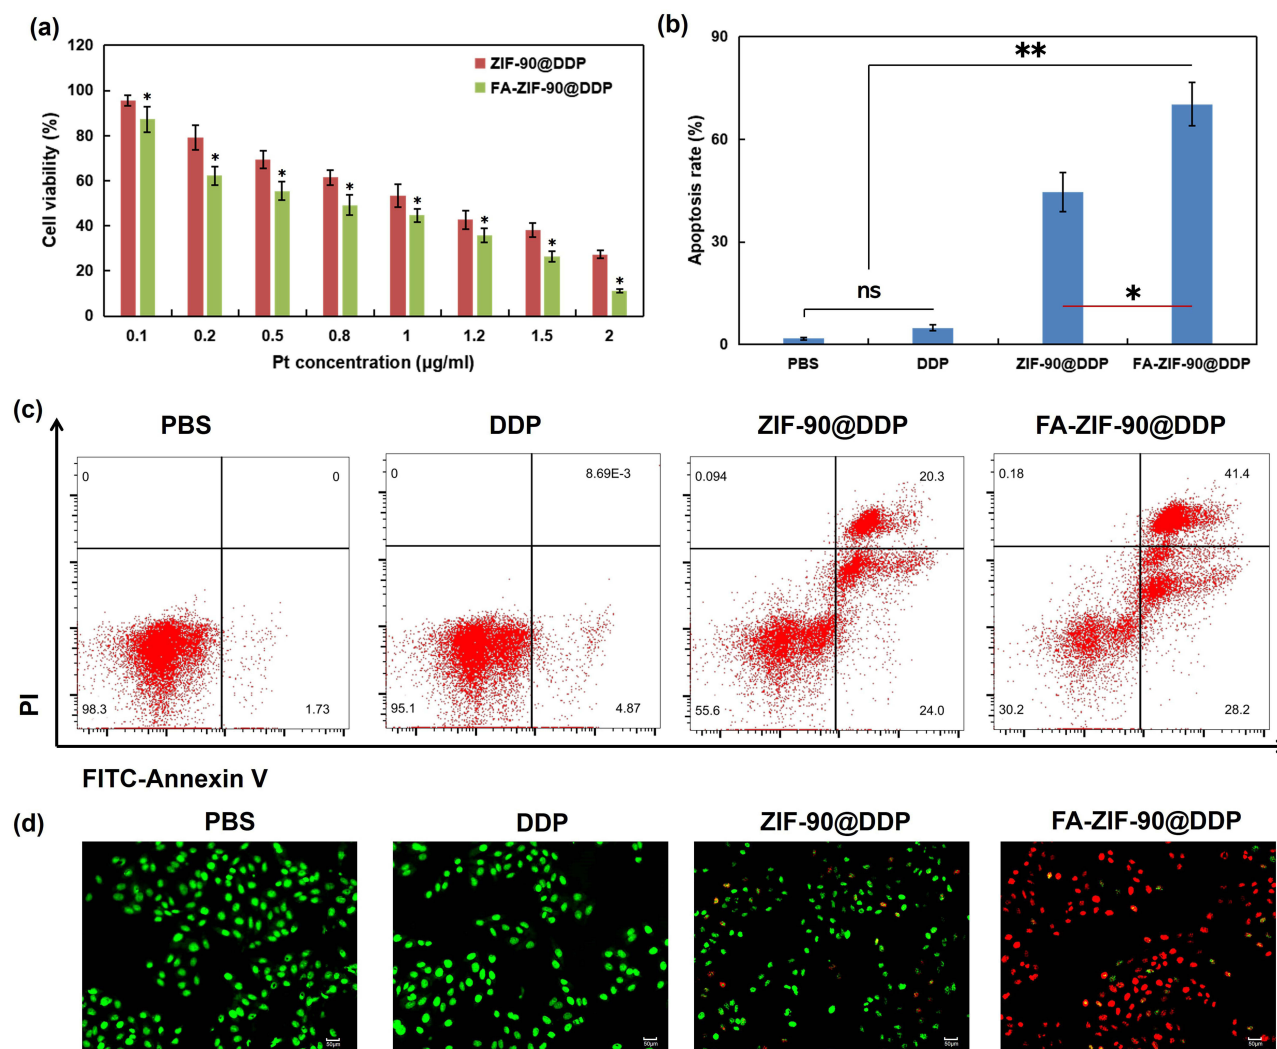 (a)
120
100
80
60
40
20
0
Cell viability (%)
ZIF-90@DDP
FA-ZIF-90@DDP
* * * * * * * *
0.1 0.2 0.5 0.8 1 1.2 1.5 2
Pt concentration (μg/ml)
(b)
90
60
30
0
Apoptosis rate (%)
**
ns
*
PBS DDP ZIF-90@DDP FA-ZIF-90@DDP
(c)
PBS DDP ZIF-90@DDP FA-ZIF-90@DDP
0 0 0 8.69E-3 0.094 20.3 0.18 41.4
98.3 1.73 95.1 4.87 55.6 24.0 30.2 28.2
PI
FITC-Annexin V
(d)
PBS DDP ZIF-90@DDP FA-ZIF-90@DDP
50μm 50μm 50μm 50μm